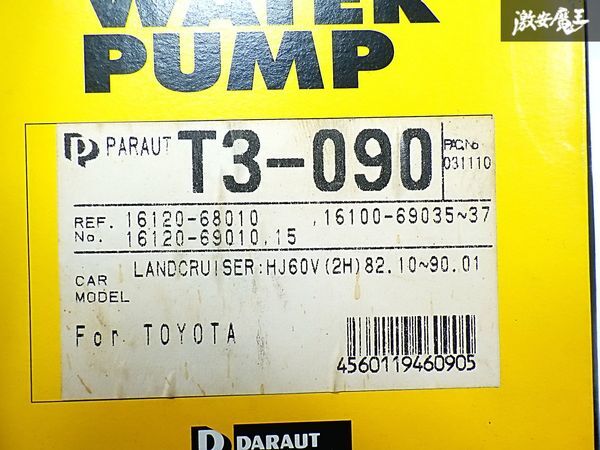 激安魔王
WATER
PUMP
PARAUT T3-090 PAC.No
031110
REF. 16120-68010 ,16100-69035~37
No. 16120-69010,15
CAR LANDCRUISER:HJ60V(2H)82.10~90.01
MODEL
For TOYOTA
4560119460905
PARAUT